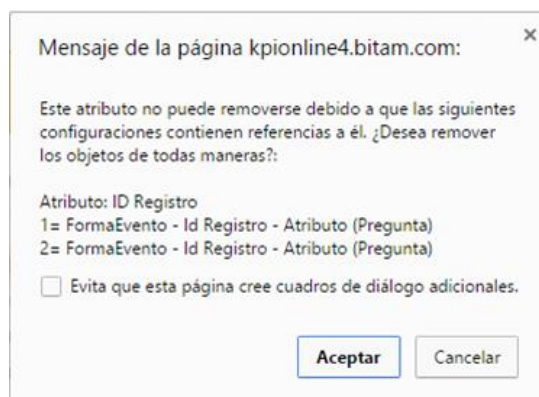 Mensaje de la página kpionline4.bitam.com:
Este atributo no puede removerse debido a que las siguientes
configuraciones contienen referencias a él. ¿Desea remover
los objetos de todas maneras?:
Atributo: ID Registro
1= FormaEvento - Id Registro - Atributo (Pregunta)
2= FormaEvento - Id Registro - Atributo (Pregunta)
Evita que esta página cree cuadros de diálogo adicionales.
Aceptar Cancelar